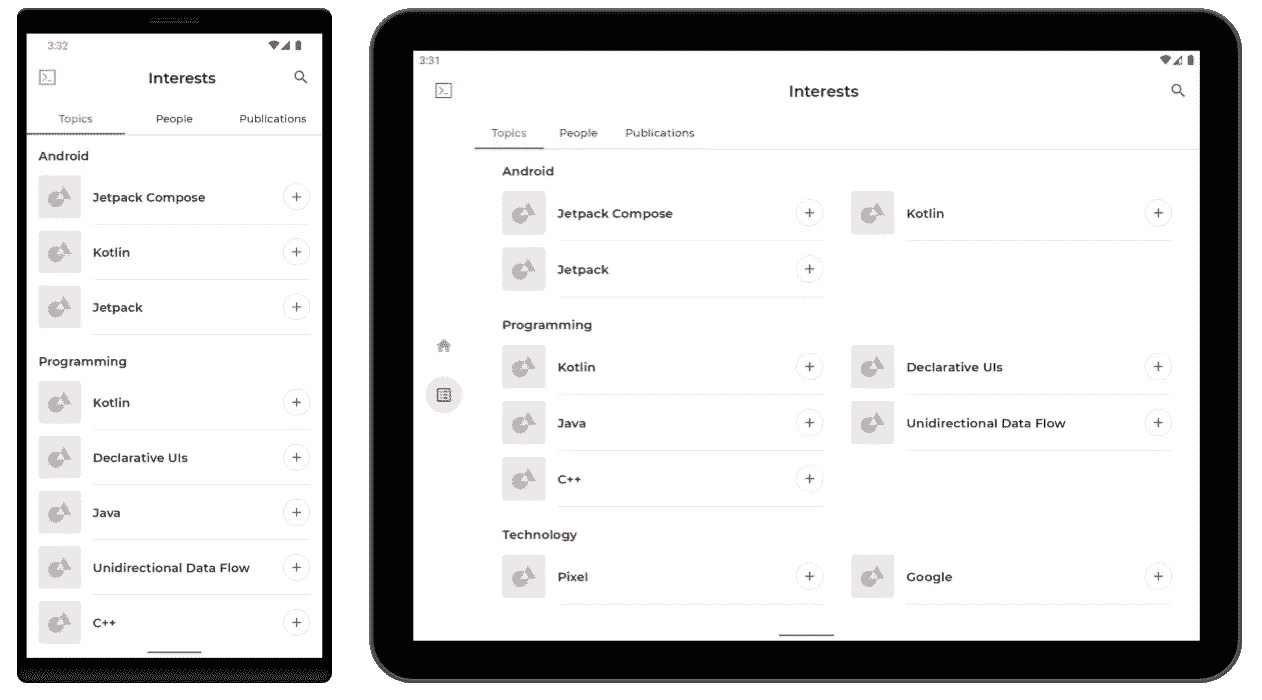 3:32
Interests
Topics People Publications
Android
Jetpack Compose
Kotlin
Jetpack
Programming
Kotlin
Declarative UIs
Java
Unidirectional Data Flow
C++
3:31
Interests
Topics People Publications
Android
Jetpack Compose Kotlin
Jetpack
Programming
Kotlin Declarative UIs
Java Unidirectional Data Flow
C++
Technology
Pixel Google